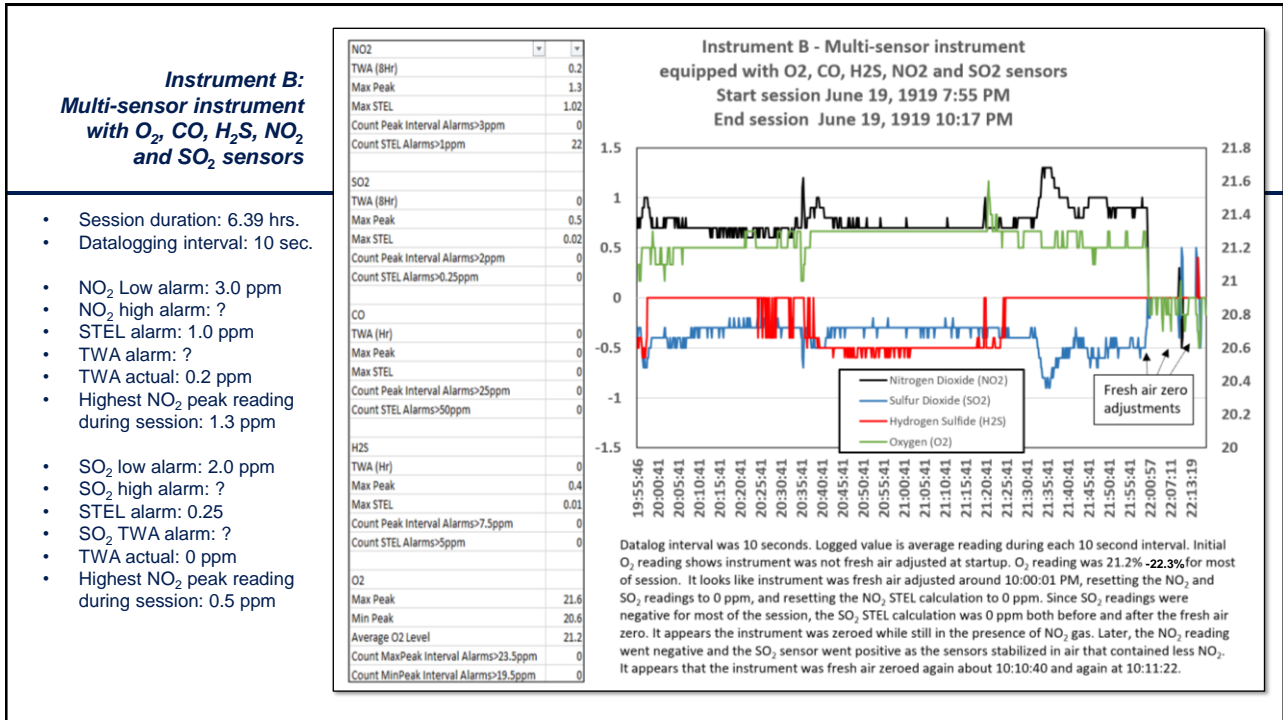 Instrument B:
Multi-sensor instrument
with O₂, CO, H₂S, NO₂
and SO₂ sensors
• Session duration: 6.39 hrs.
• Datalogging interval: 10 sec.
• NO₂ Low alarm: 3.0 ppm
• NO₂ high alarm: ?
• STEL alarm: 1.0 ppm
• TWA alarm: ?
• TWA actual: 0.2 ppm
• Highest NO₂ peak reading
during session: 1.3 ppm
• SO₂ low alarm: 2.0 ppm
• SO₂ high alarm: ?
• STEL alarm: 0.25
• SO₂ TWA alarm: ?
• TWA actual: 0 ppm
• Highest NO₂ peak reading
during session: 0.5 ppm
NO2
TWA (8Hr) 0.2
Max Peak 1.3
Max STEL 1.02
Count Peak Interval Alarms>3ppm 0
Count STEL Alarms>1ppm 22
SO2
TWA (8Hr) 0
Max Peak 0.5
Max STEL 0.02
Count Peak Interval Alarms>2ppm 0
Count STEL Alarms>0.25ppm 0
CO
TWA (Hr) 0
Max Peak 0
Max STEL 0
Count Peak Interval Alarms>25ppm 0
Count STEL Alarms>50ppm 0
H2S
TWA (Hr) 0
Max Peak 0.4
Max STEL 0.01
Count Peak Interval Alarms>7.5ppm 0
Count STEL Alarms>5ppm 0
O2
Max Peak 21.6
Min Peak 20.6
Average O2 Level 21.2
Count MaxPeak Interval Alarms>23.5ppm 0
Count MinPeak Interval Alarms>19.5ppm 0
Instrument B - Multi-sensor instrument
equipped with O2, CO, H2S, NO2 and SO2 sensors
Start session June 19, 1919 7:55 PM
End session June 19, 1919 10:17 PM
1.5
1
0.5
0
-0.5
-1
-1.5
21.8
21.6
21.4
21.2
21
20.8
20.6
20.4
20.2
20
Nitrogen Dioxide (NO2)
Sulfur Dioxide (SO2)
Hydrogen Sulfide (H2S)
Oxygen (O2)
Fresh air zero
adjustments
19:55:46
20:00:41
20:05:41
20:10:41
20:15:41
20:20:41
20:25:41
20:30:41
20:35:41
20:40:41
20:45:41
20:50:41
20:55:41
21:00:41
21:05:41
21:10:41
21:15:41
21:20:41
21:25:41
21:30:41
21:35:41
21:40:41
21:45:41
21:50:41
21:55:41
22:00:57
22:07:11
22:13:19
Datalog interval was 10 seconds. Logged value is average reading during each 10 second interval. Initial
O₂ reading shows instrument was not fresh air adjusted at startup. O₂ reading was 21.2% -22.3% for most
of session. It looks like instrument was fresh air adjusted around 10:00:01 PM, resetting the NO₂ and
SO₂ readings to 0 ppm, and resetting the NO₂ STEL calculation to 0 ppm. Since SO₂ readings were
negative for most of the session, the SO₂ STEL calculation was 0 ppm both before and after the fresh air
zero. It appears the instrument was zeroed while still in the presence of NO₂ gas. Later, the NO₂ reading
went negative and the SO₂ sensor went positive as the sensors stabilized in air that contained less NO₂.
It appears that the instrument was fresh air zeroed again about 10:10:40 and again at 10:11:22.